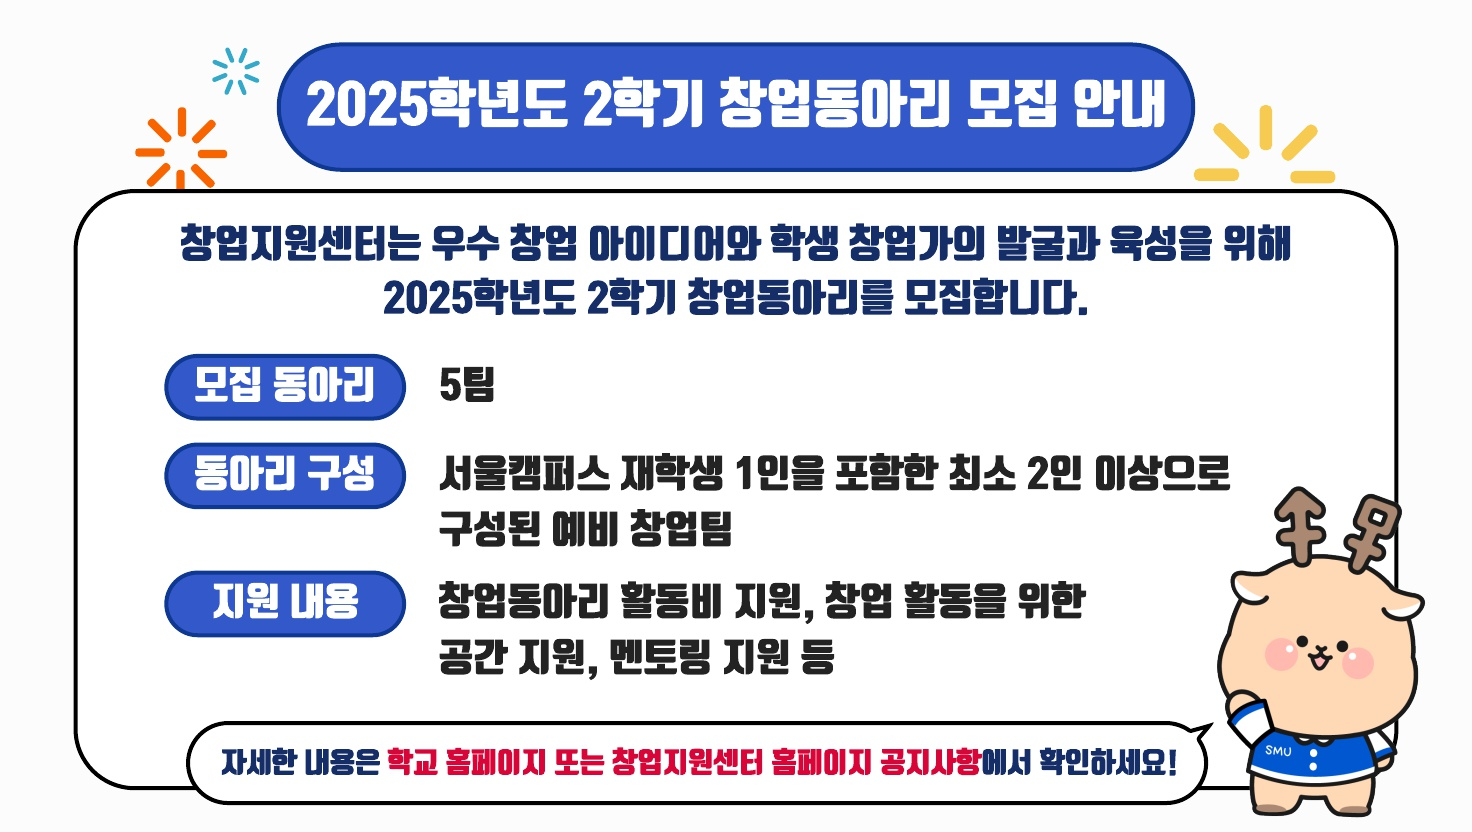 2025학년도 2학기 창업동아리 모집 안내
창업지원센터는 우수 창업 아이디어와 학생 창업가의 발굴과 육성을 위해
2025학년도 2학기 창업동아리를 모집합니다.
모집 동아리
5팀
동아리 구성
서울캠퍼스 재학생 1인을 포함한 최소 2인 이상으로
구성된 예비 창업팀
지원 내용
창업동아리 활동비 지원, 창업 활동을 위한
공간 지원, 멘토링 지원 등
자세한 내용은 학교 홈페이지 또는 창업지원센터 홈페이지 공지사항에서 확인하세요!
SMU